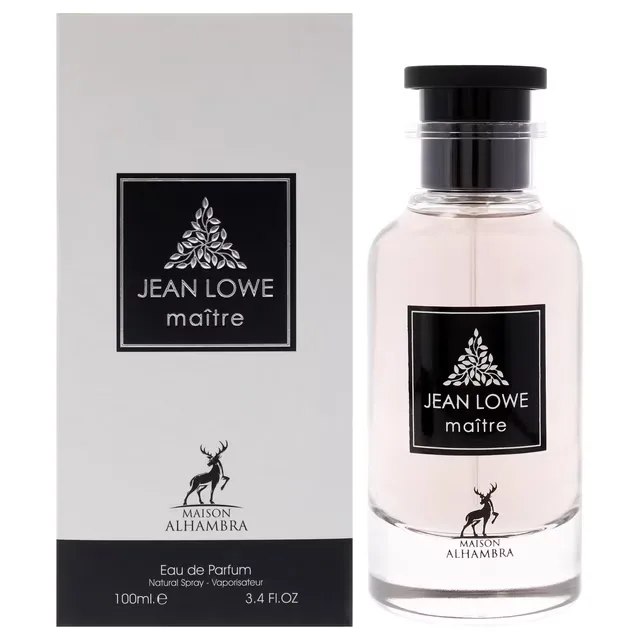 JEAN LOWE
maître
MAISON
ALHAMBRA
Eau de Parfum
Natural Spray - Vaporisateur
100ml.e 3.4 Fl.OZ
JEAN LOWE
maître
MAISON
ALHAMBRA